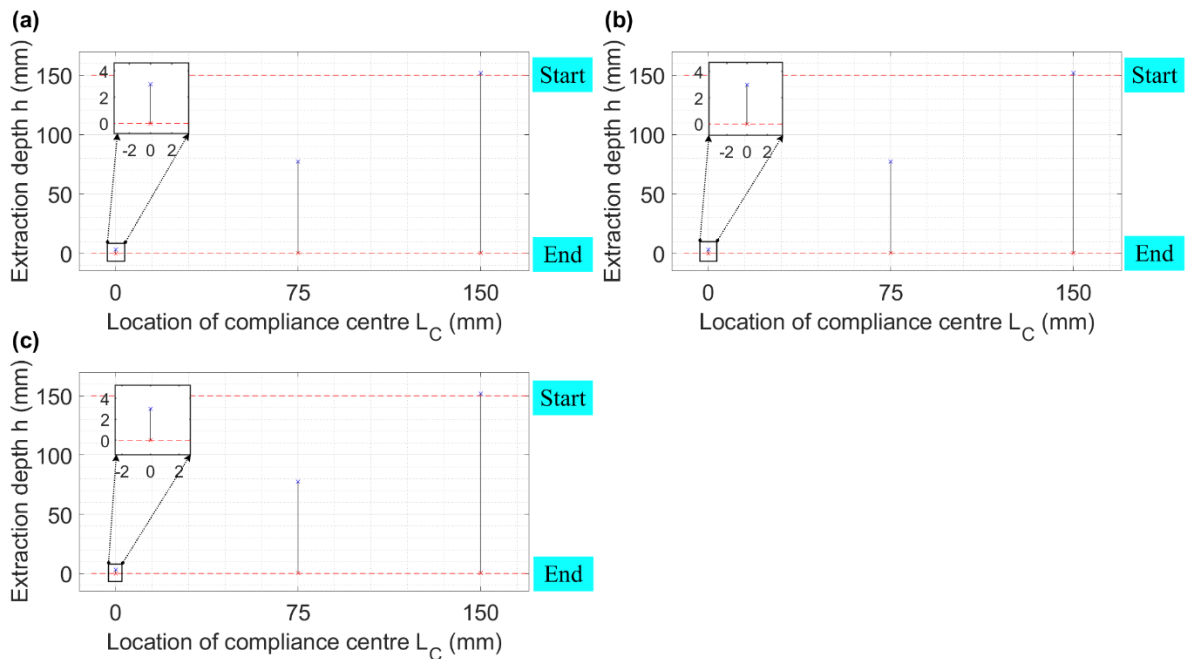 (a)
Extraction depth h (mm)
150
100
50
0
4
2
0
-2 0 2
Start
End
0 75 150
Location of compliance centre L_C (mm)
(b)
Extraction depth h (mm)
150
100
50
0
4
2
0
-2 0 2
Start
End
0 75 150
Location of compliance centre L_C (mm)
(c)
Extraction depth h (mm)
150
100
50
0
4
2
0
-2 0 2
Start
End
0 75 150
Location of compliance centre L_C (mm)